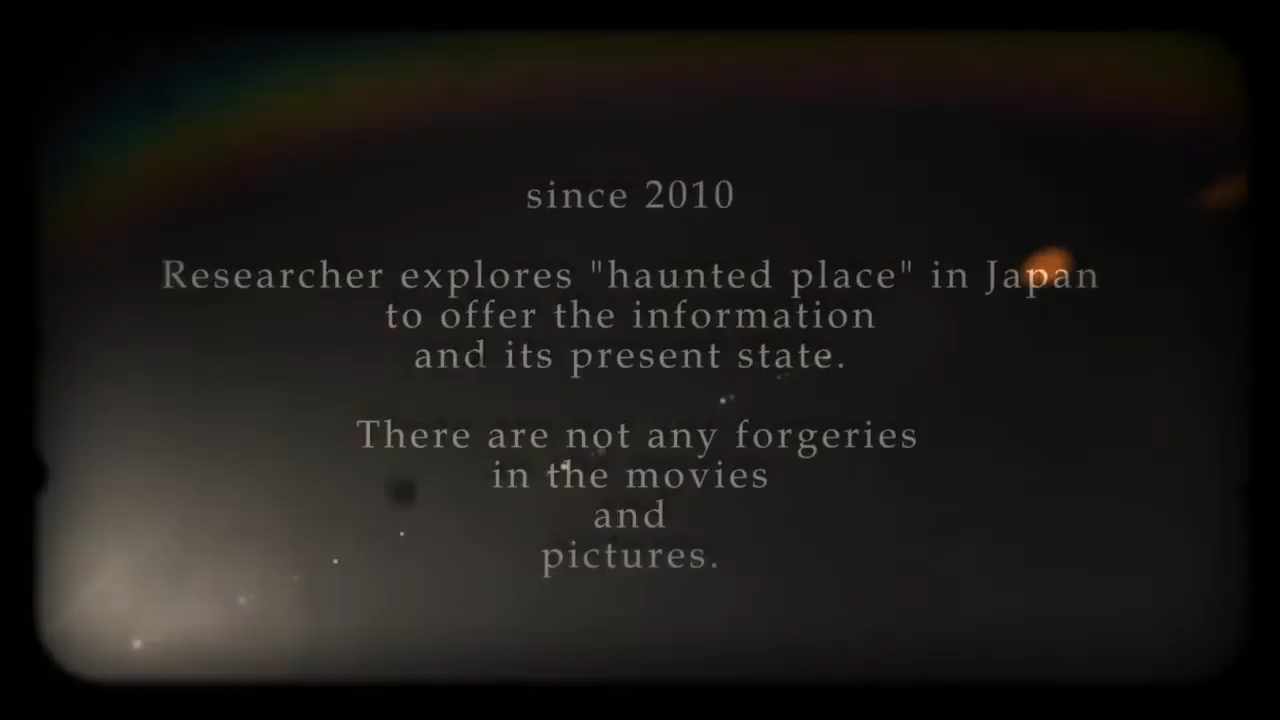 since 2010
Researcher explores "haunted place" in Japan
to offer the information
and its present state.
There are not any forgeries
in the movies
and
pictures.